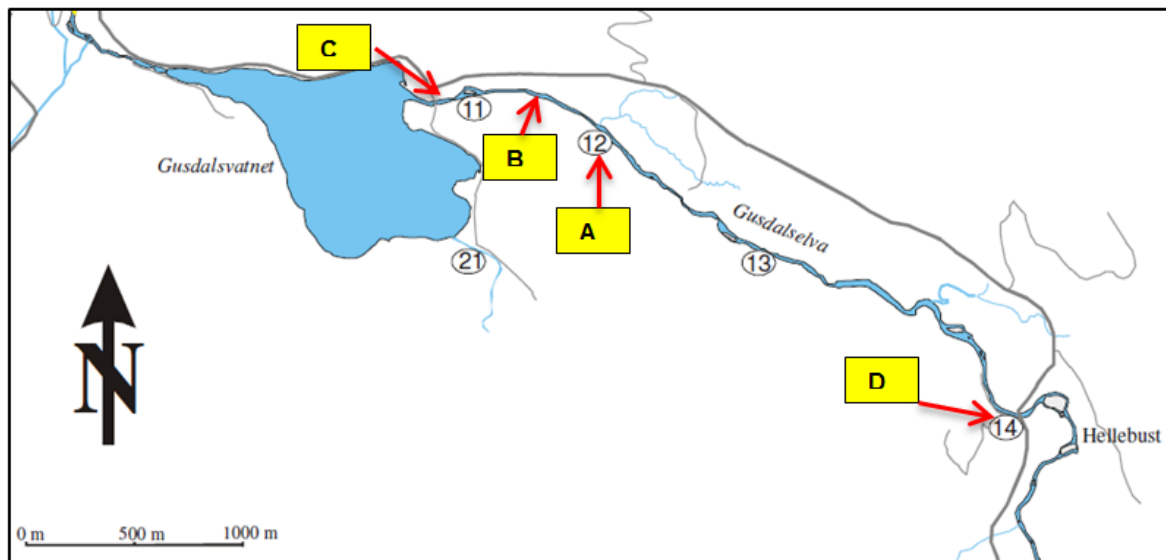 C
11
B
12
A
Gusdalsvatnet
Gusdalselva
21
13
N
D
14
Hellebust
0 m 500 m 1000 m